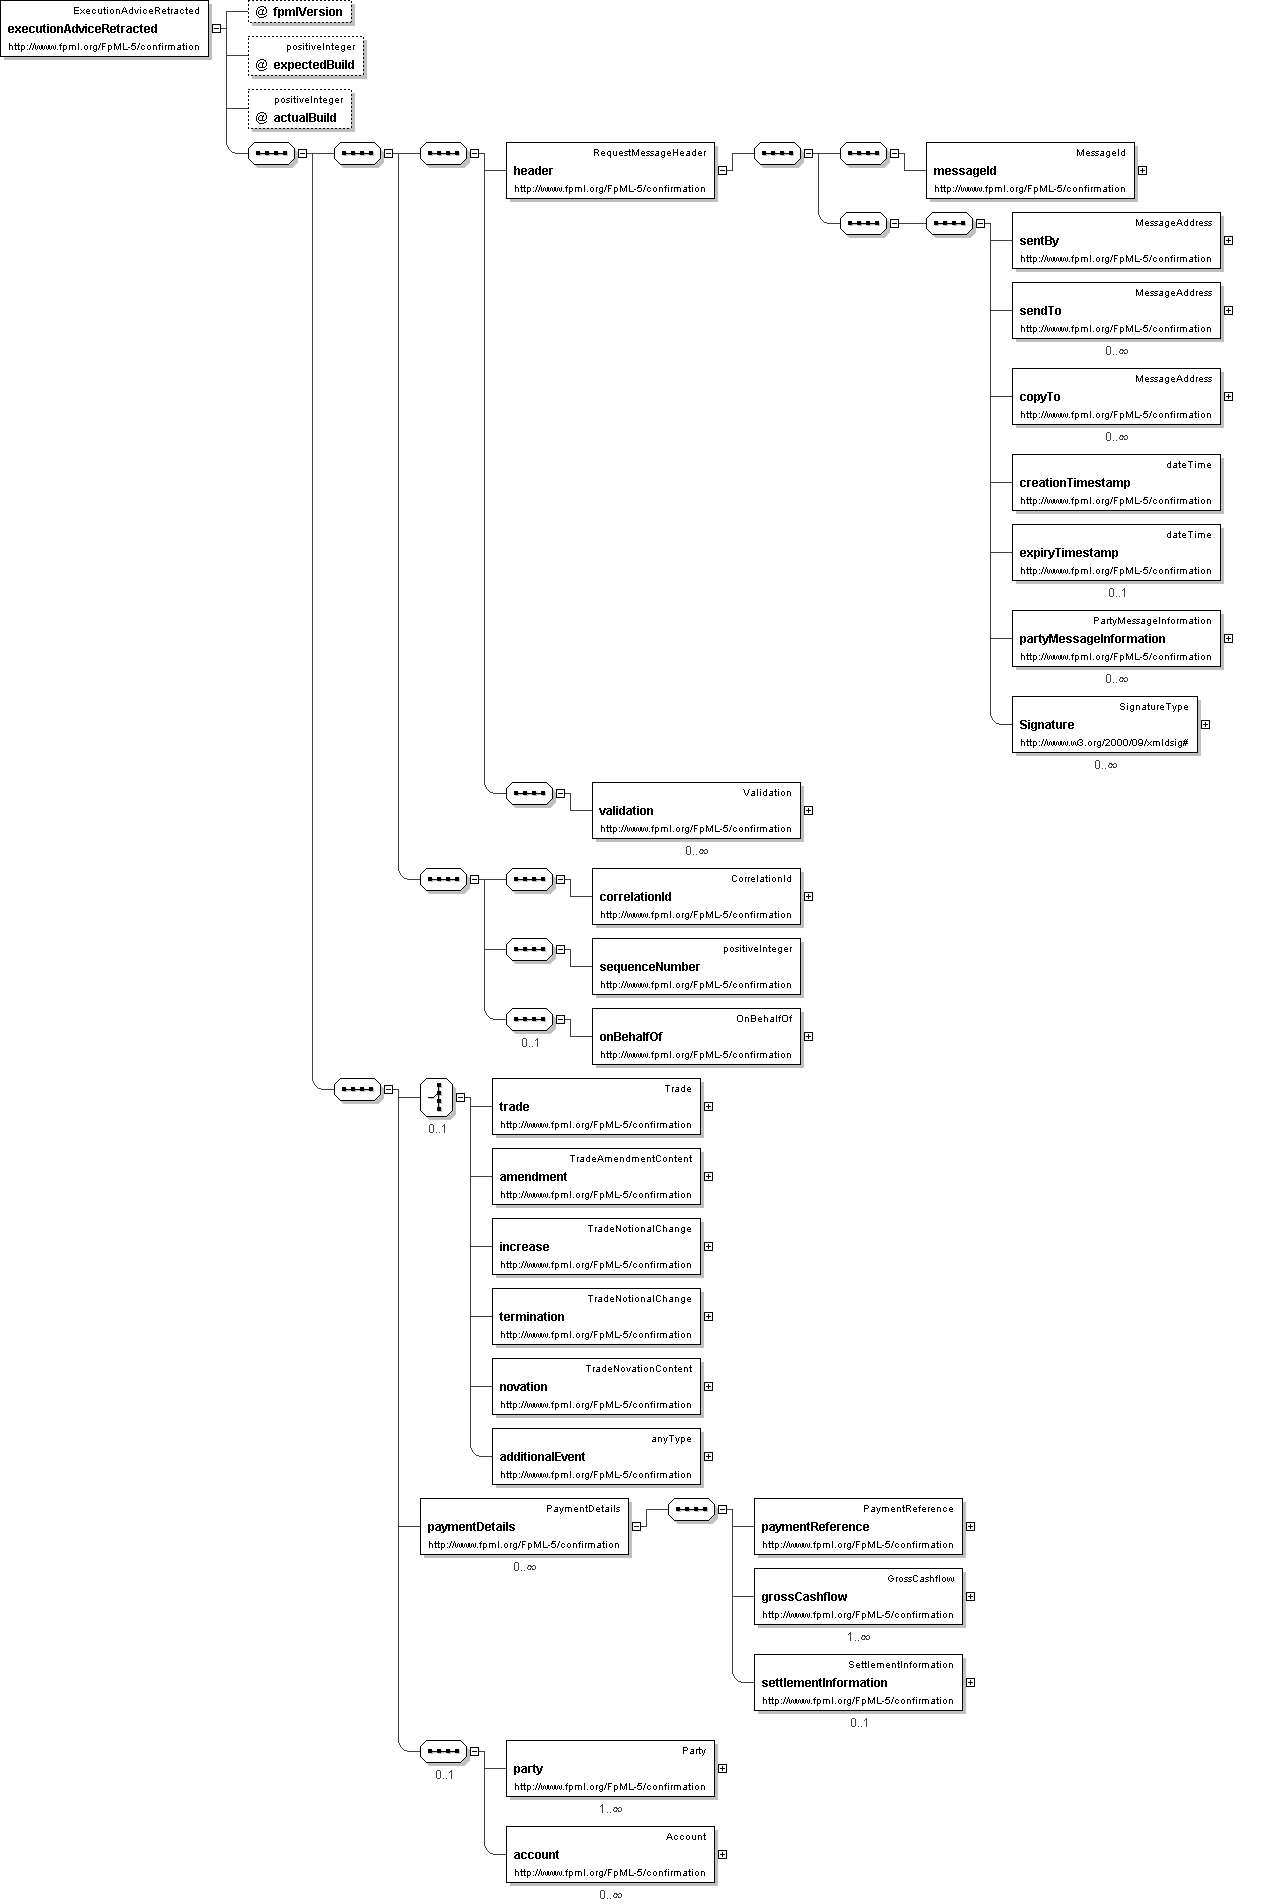 ExecutionAdviceRetracted
executionAdviceRetracted
http://www.fpml.org/FpML-5/confirmation
@ fpmlVersion
positiveInteger
@ expectedBuild
positiveInteger
@ actualBuild
RequestMessageHeader
header
http://www.fpml.org/FpML-5/confirmation
MessageId
messageId
http://www.fpml.org/FpML-5/confirmation
MessageAddress
sentBy
http://www.fpml.org/FpML-5/confirmation
MessageAddress
sendTo
http://www.fpml.org/FpML-5/confirmation
0..∞
MessageAddress
copyTo
http://www.fpml.org/FpML-5/confirmation
0..∞
dateTime
creationTimestamp
http://www.fpml.org/FpML-5/confirmation
dateTime
expiryTimestamp
http://www.fpml.org/FpML-5/confirmation
0..1
PartyMessageInformation
partyMessageInformation
http://www.fpml.org/FpML-5/confirmation
0..∞
SignatureType
Signature
http://www.w3.org/2000/09/xmldsig#
0..∞
Validation
validation
http://www.fpml.org/FpML-5/confirmation
0..∞
CorrelationId
correlationId
http://www.fpml.org/FpML-5/confirmation
positiveInteger
sequenceNumber
http://www.fpml.org/FpML-5/confirmation
0..1
OnBehalfOf
onBehalfOf
http://www.fpml.org/FpML-5/confirmation
0..1
Trade
trade
http://www.fpml.org/FpML-5/confirmation
TradeAmendmentContent
amendment
http://www.fpml.org/FpML-5/confirmation
TradeNotionalChange
increase
http://www.fpml.org/FpML-5/confirmation
TradeNotionalChange
termination
http://www.fpml.org/FpML-5/confirmation
TradeNovationContent
novation
http://www.fpml.org/FpML-5/confirmation
anyType
additionalEvent
http://www.fpml.org/FpML-5/confirmation
PaymentDetails
paymentDetails
http://www.fpml.org/FpML-5/confirmation
0..∞
PaymentReference
paymentReference
http://www.fpml.org/FpML-5/confirmation
GrossCashflow
grossCashflow
http://www.fpml.org/FpML-5/confirmation
1..∞
SettlementInformation
settlementInformation
http://www.fpml.org/FpML-5/confirmation
0..1
0..1
Party
party
http://www.fpml.org/FpML-5/confirmation
1..∞
Account
account
http://www.fpml.org/FpML-5/confirmation
0..∞